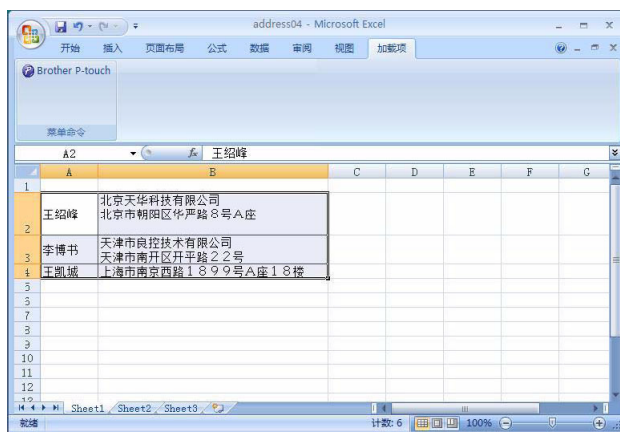 address04 - Microsoft Excel
开始 插入 页面布局 公式 数据 审阅 视图 加载项
Brother P-touch
菜单命令
A2 fx 王绍峰
A B C D E F G
1
北京天华科技有限公司
王绍峰 北京市朝阳区华严路8号A座
2
李博书 天津市良控技术有限公司
3 天津市南开区开平路22号
4 王凯城 上海市南京西路1899号A座18楼
5
6
7
8
9
10
11
12
13
Sheet1 Sheet2 Sheet3
就绪 计数: 6 100%